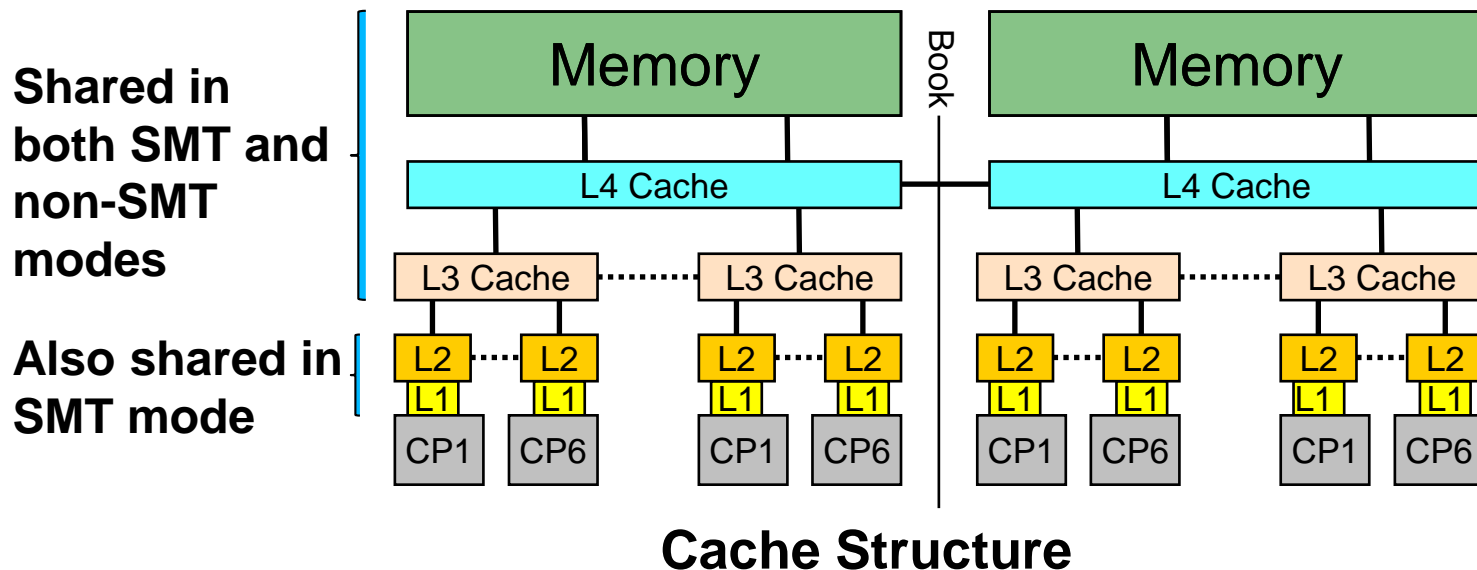 Memory
Book
Memory
Shared in
both SMT and
non-SMT
modes
L4 Cache
L4 Cache
L3 Cache
L3 Cache
L3 Cache
L3 Cache
Also shared in
SMT mode
L2
L2
L2
L2
L2
L2
L2
L2
L1
L1
L1
L1
L1
L1
L1
L1
CP1
CP6
CP1
CP6
CP1
CP6
CP1
CP6
Cache Structure